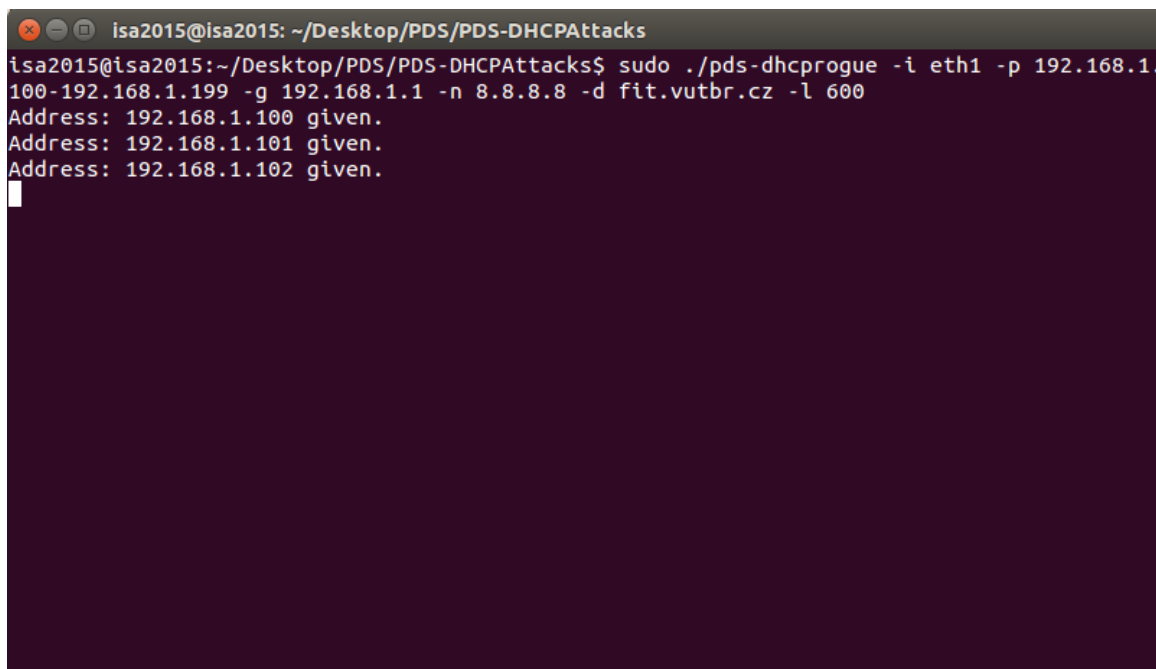 isa2015@isa2015: ~/Desktop/PDS/PDS-DHCPAttacks
isa2015@isa2015:~/Desktop/PDS/PDS-DHCPAttacks$ sudo ./pds-dhcprogue -i eth1 -p 192.168.1.
100-192.168.1.199 -g 192.168.1.1 -n 8.8.8.8 -d fit.vutbr.cz -l 600
Address: 192.168.1.100 given.
Address: 192.168.1.101 given.
Address: 192.168.1.102 given.